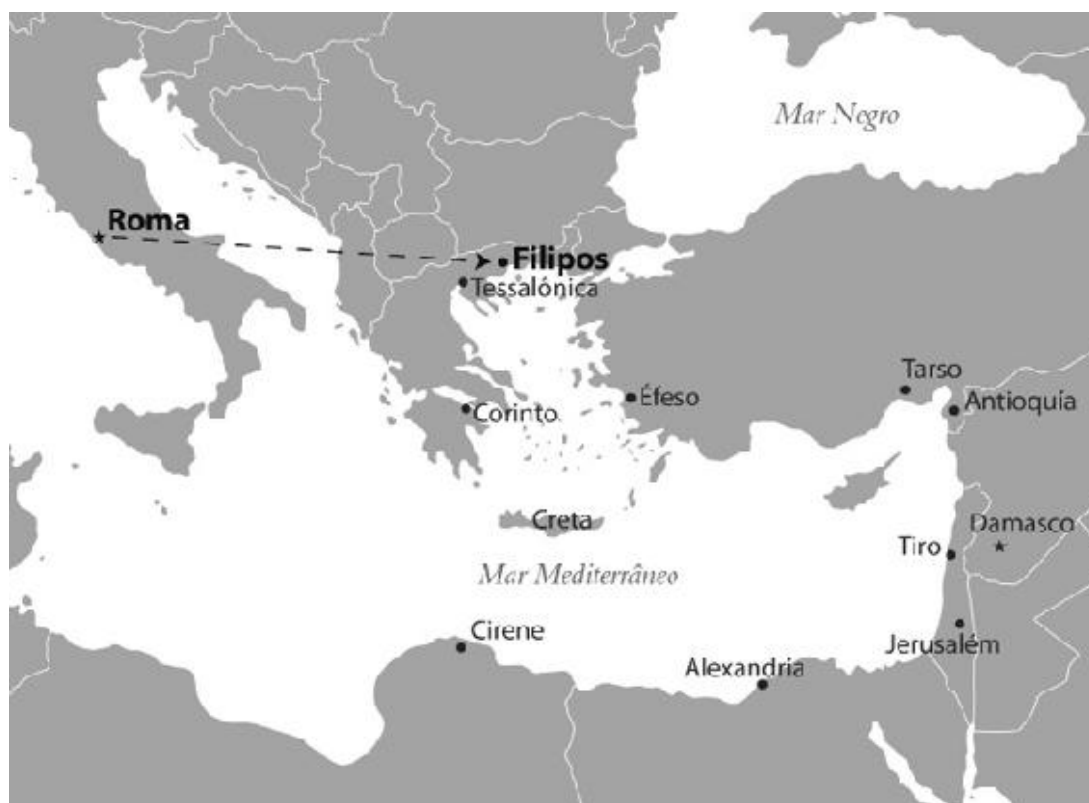 Mar Negro
Roma
Filipos
Tessalónica
Tarso
Éfeso
Antioquía
Corinto
Creta
Damasco
Tiro
Mar Mediterrâneo
Cirene
Jerusalém
Alexandria